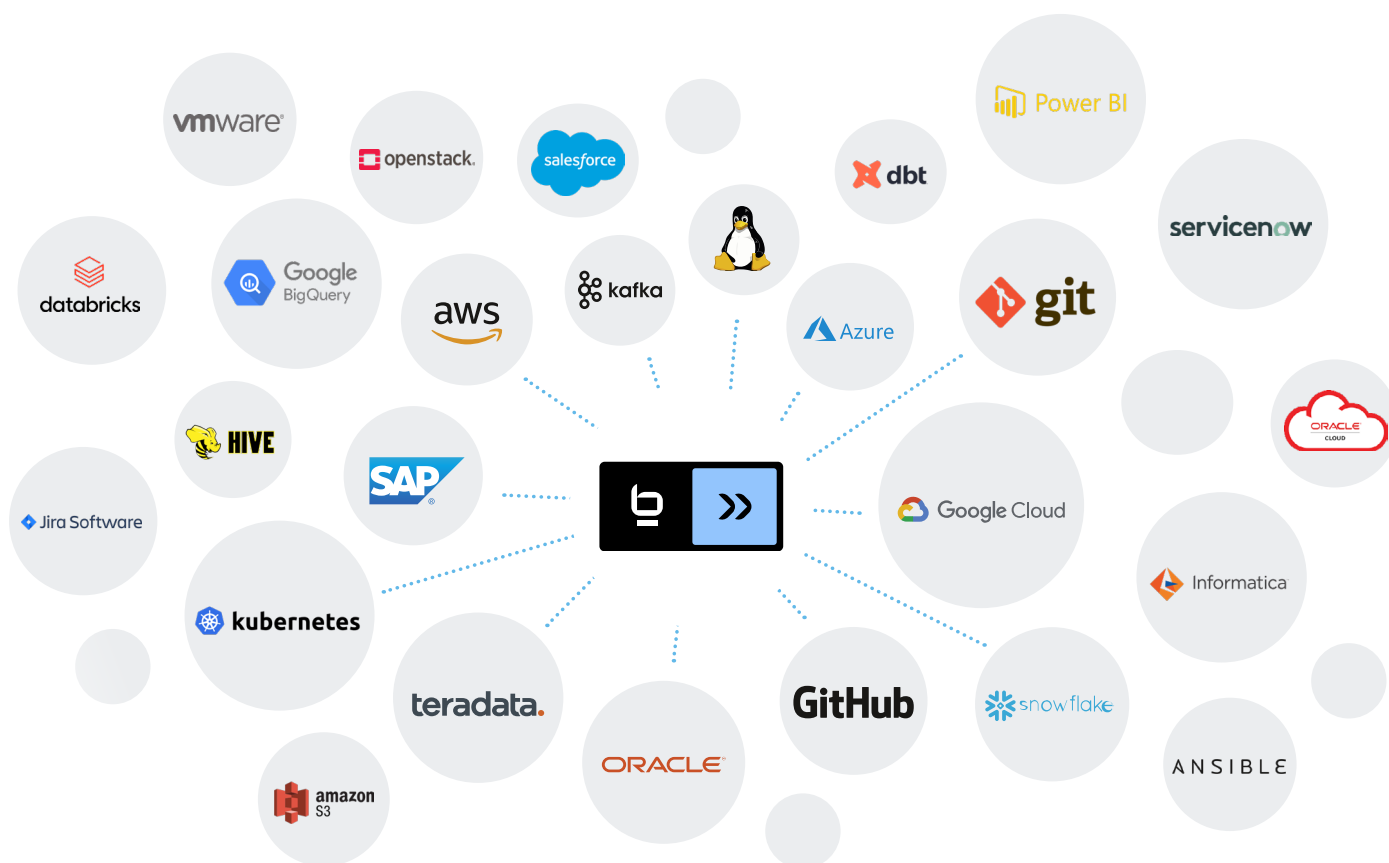 vmware®
openstack.
salesforce
dbt
Power BI
servicenow
databricks
Google
BigQuery
aws
kafka
Azure
git
ORACLE
CLOUD
HIVE
SAP
®
Jira Software
b
Google Cloud
Informatica
kubernetes
teradata.
ORACLE
GitHub
snowflake
ANSIBLE
amazon
S3